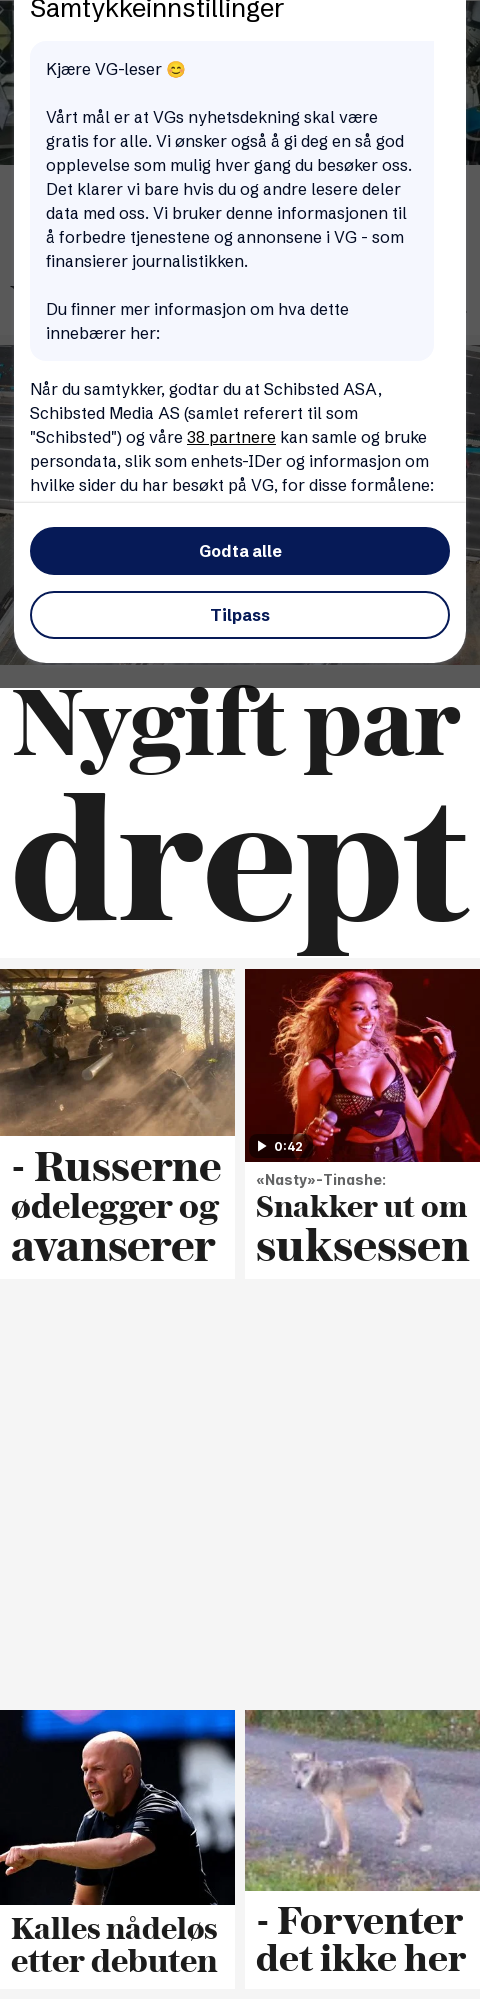 Samtykkeinnstillinger
Kjære VG-leser 😊
Vårt mål er at VGs nyhetsdekning skal være
gratis for alle. Vi ønsker også å gi deg en så god
opplevelse som mulig hver gang du besøker oss.
Det klarer vi bare hvis du og andre lesere deler
data med oss. Vi bruker denne informasjonen til
å forbedre tjenestene og annonsene i VG - som
finansierer journalistikken.
Du finner mer informasjon om hva dette
innebærer her:
Når du samtykker, godtar du at Schibsted ASA,
Schibsted Media AS (samlet referert til som
"Schibsted") og våre 38 partnere kan samle og bruke
persondata, slik som enhets-IDer og informasjon om
hvilke sider du har besøkt på VG, for disse formålene:
Godta alle
Tilpass
Nygift par
drept
- Russerne
ødelegger og
avanserer
0:42
«Nasty»-Tinashe:
Snakker ut om
suksessen
Kalles nådeløs
etter debuten
- Forventer
det ikke her